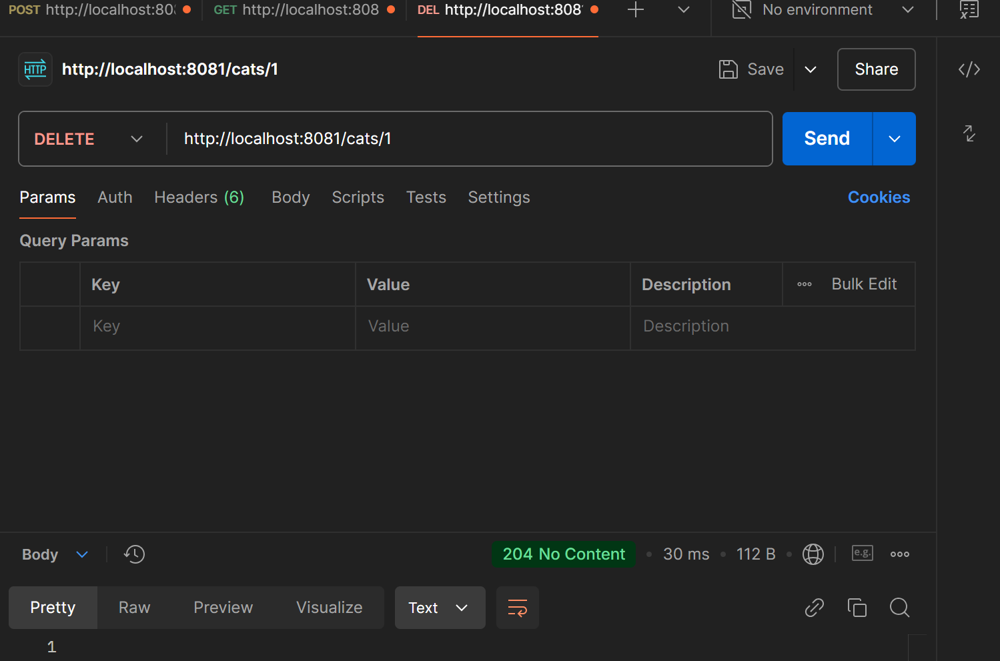 POST http://localhost:80 GET http://localhost:808 DEL http://localhost:808 No environment
HTTP http://localhost:8081/cats/1 Save Share
DELETE http://localhost:8081/cats/1 Send
Params Auth Headers (6) Body Scripts Tests Settings Cookies
Query Params
Key Value Description Bulk Edit
Key Value Description
Body 204 No Content 30 ms 112 B e.g.
Pretty Raw Preview Visualize Text
1